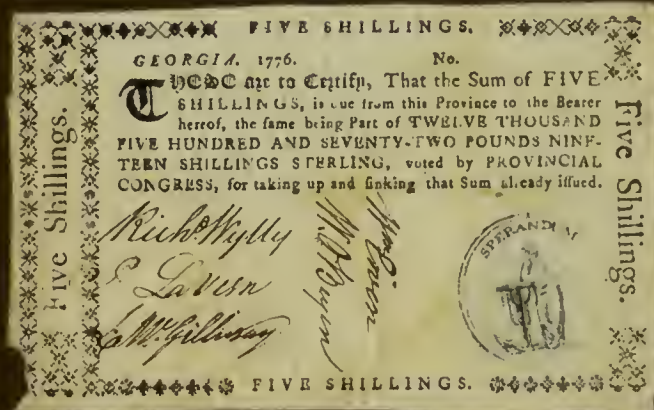 FIVE SHILLINGS.
GEORGIA. 1776. No.
THESE are to Certify, That the Sum of FIVE
SHILLINGS, is due from this Province to the Bearer
hereof, the same being Part of TWELVE THOUSAND
FIVE HUNDRED AND SEVENTY-TWO POUNDS NINE-
TEEN SHILLINGS STERLING, voted by PROVINCIAL
CONGRESS, for taking up and sinking that Sum already issued.
Richd Wylly
Wm
SPERANDUM
FIVE SHILLINGS.
Five Shillings.
Five Shillings.